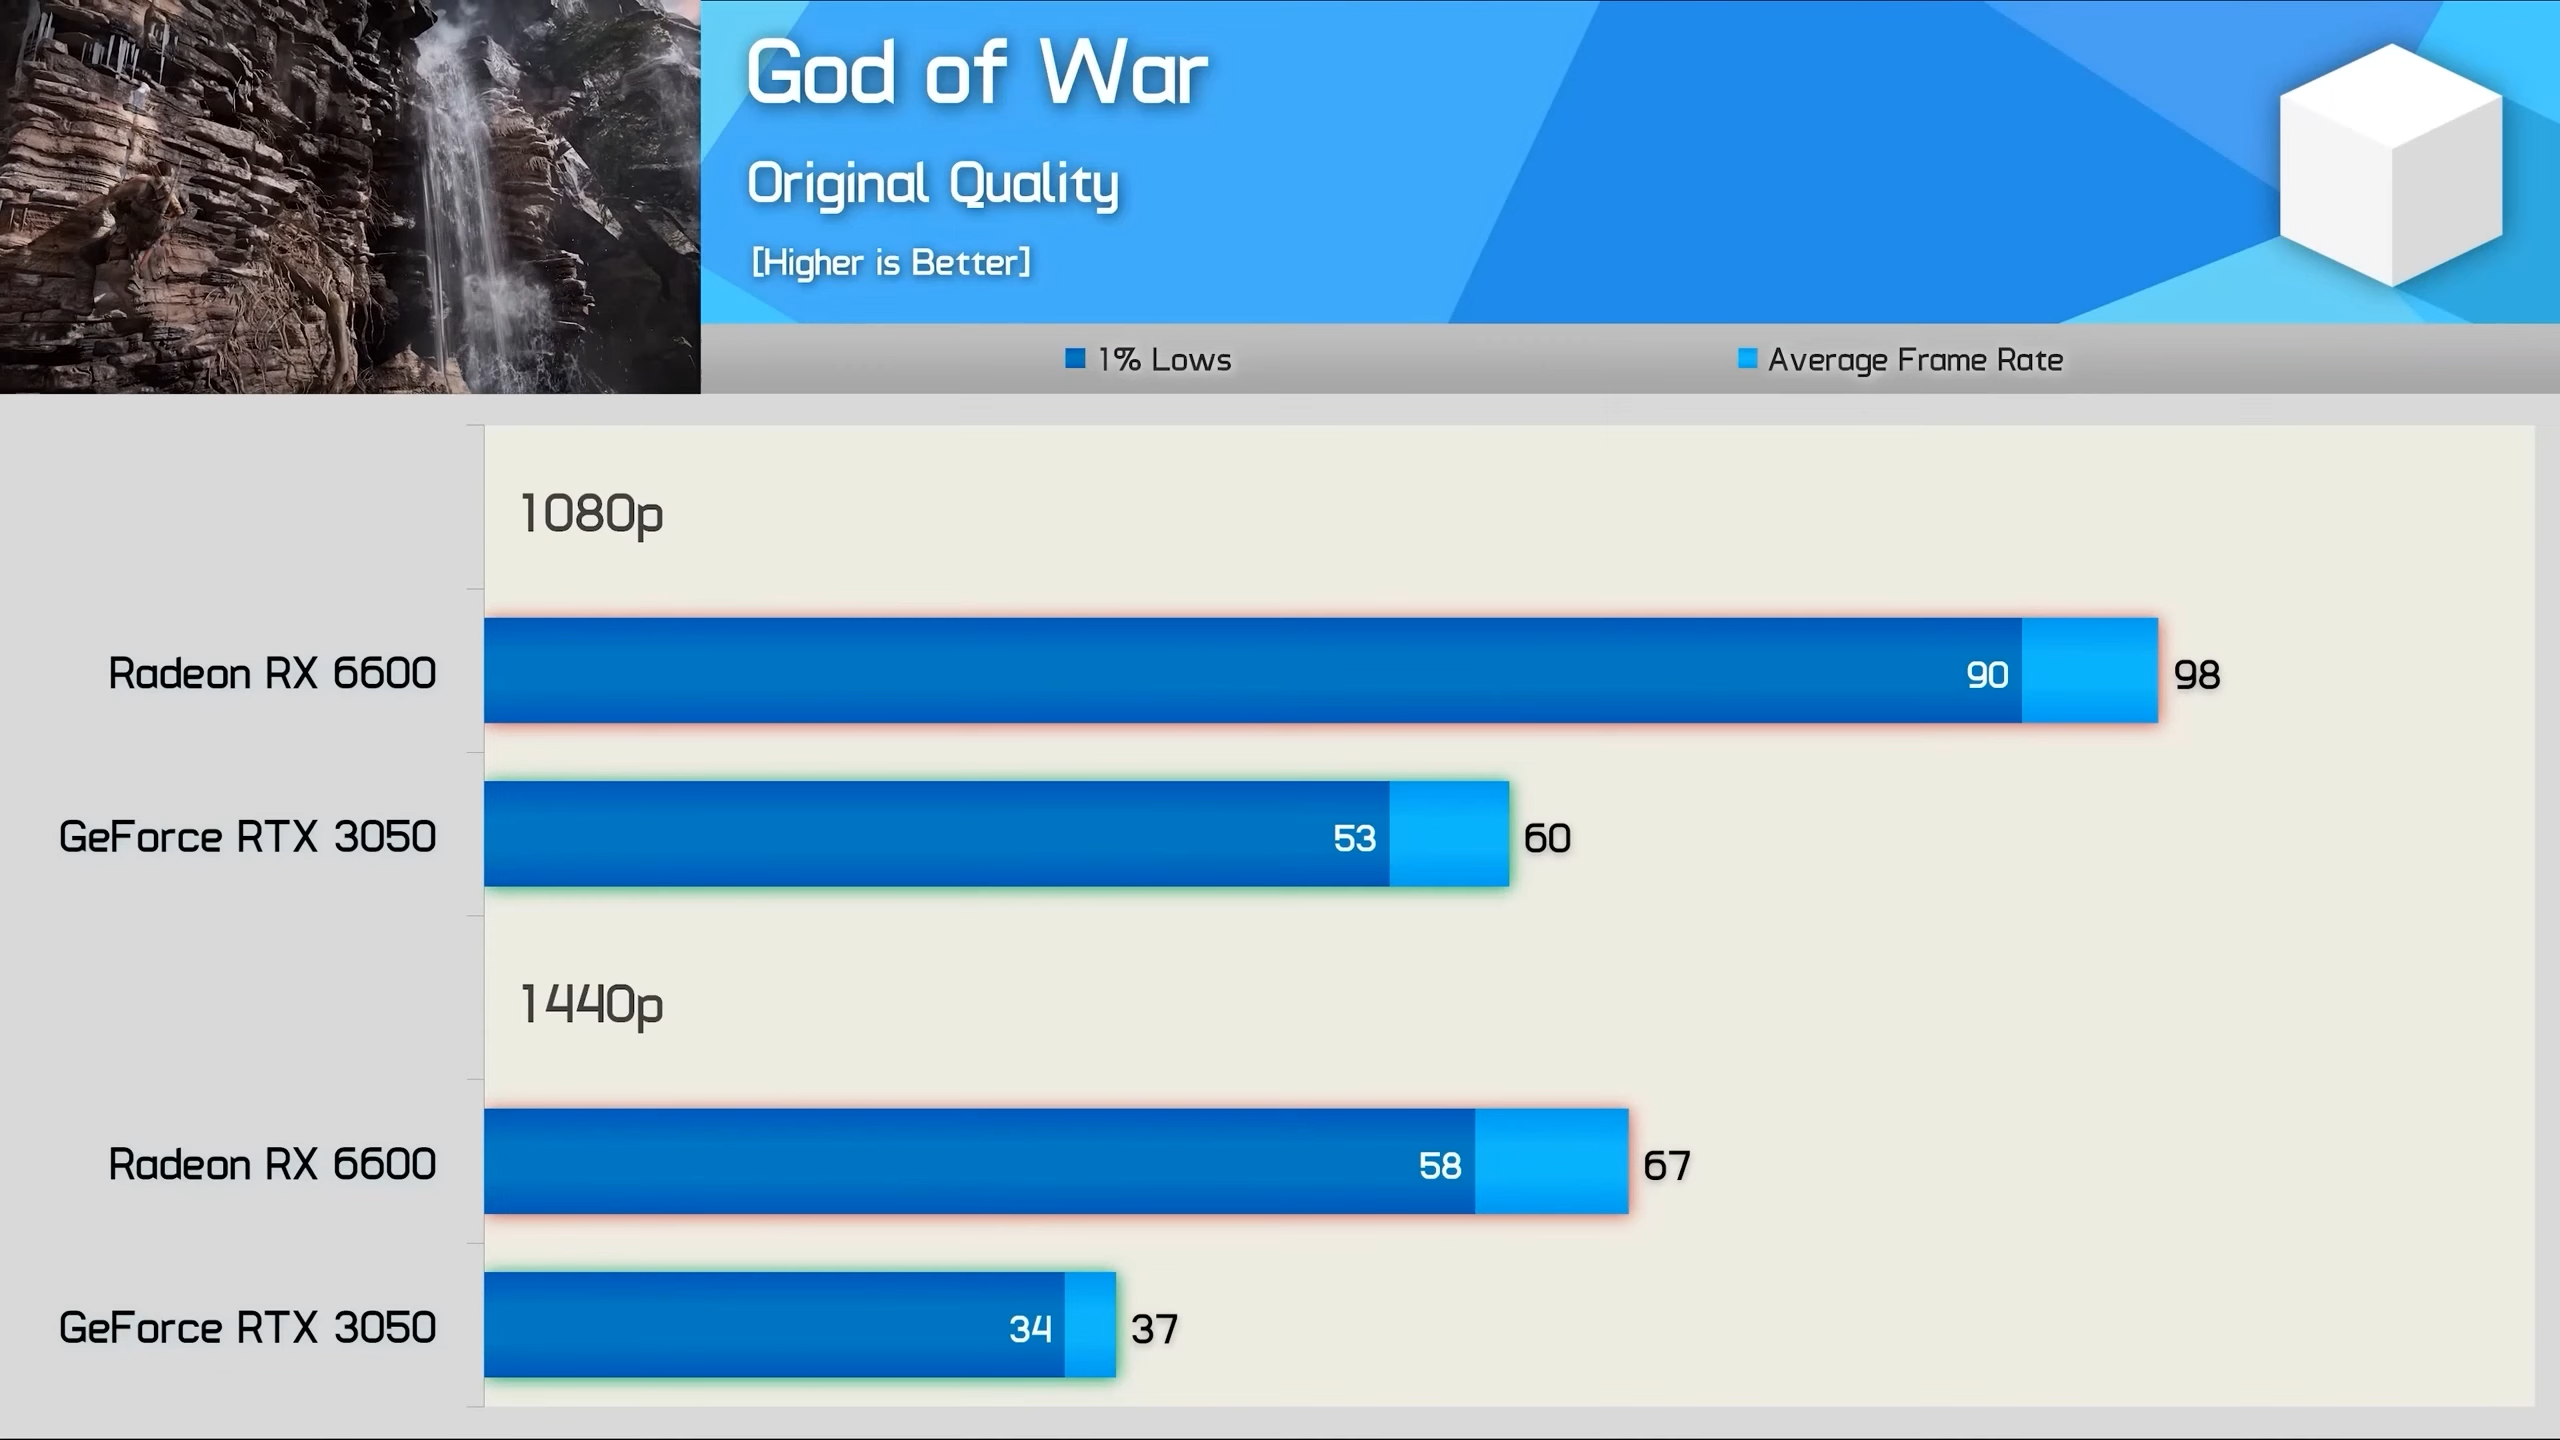 God of War
Original Quality
[Higher is Better]
1% Lows
Average Frame Rate
1080p
Radeon RX 6600
90
98
GeForce RTX 3050
53
60
1440p
Radeon RX 6600
58
67
GeForce RTX 3050
34
37